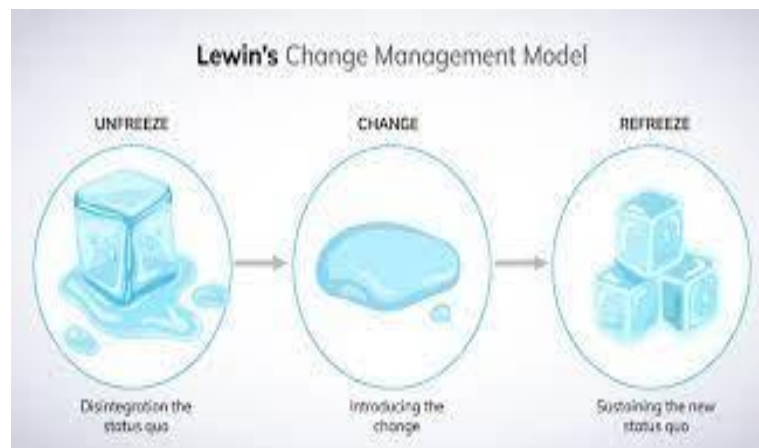 Lewin's Change Management Model
UNFREEZE
CHANGE
REFREEZE
Disintegration the
status quo
Introducing the
change
Sustaining the new
status quo